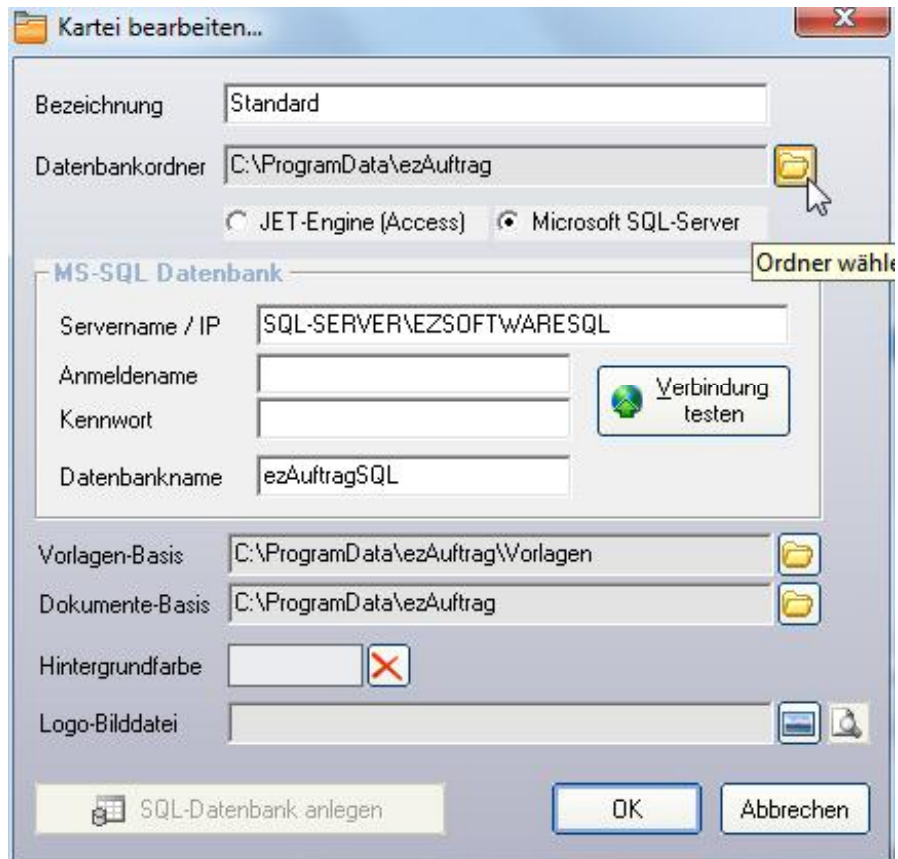 Kartei bearbeiten...
Bezeichnung Standard
Datenbankordner C:\ProgramData\ezAuftrag
JET-Engine (Access) Microsoft SQL-Server
Ordner wähle
MS-SQL Datenbank
Servername / IP SQL-SERVER\EZSOFTWARESQL
Anmeldename
Verbindung testen
Kennwort
Datenbankname ezAuftragSQL
Vorlagen-Basis C:\ProgramData\ezAuftrag\Vorlagen
Dokumente-Basis C:\ProgramData\ezAuftrag
Hintergrundfarbe
Logo-Bilddatei
SQL-Datenbank anlegen OK Abbrechen